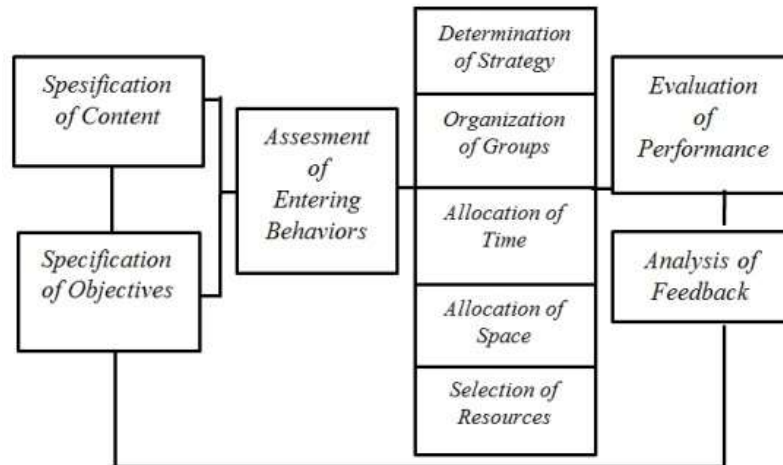 Spesification
of Content
Specification
of Objectives
Assesment
of
Entering
Behaviors
Determination
of Strategy
Organization
of Groups
Allocation of
Time
Allocation of
Space
Selection of
Resources
Evaluation
of
Performance
Analysis of
Feedback